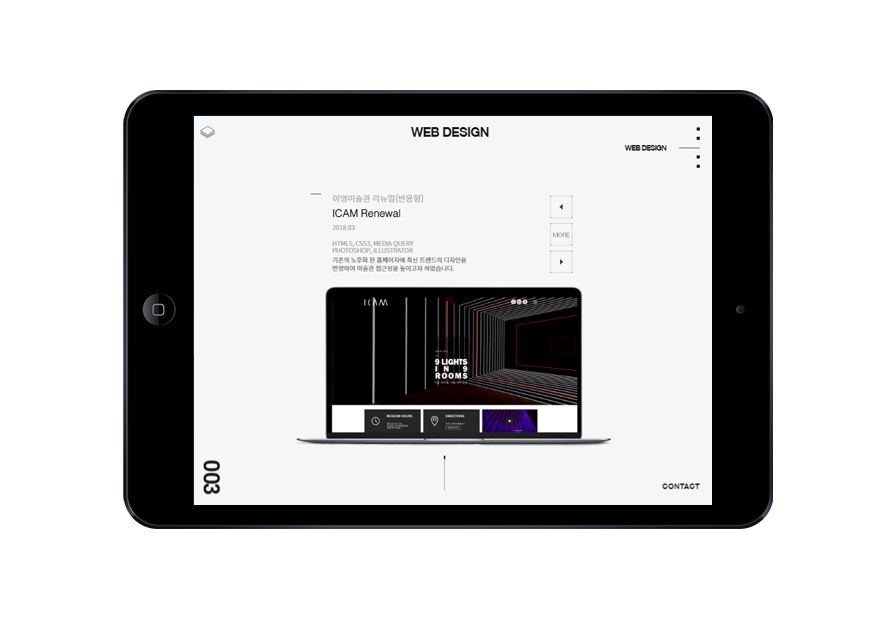 WEB DESIGN
WEB DESIGN
이영미술관 리뉴얼(반응형)
ICAM Renewal
2018.03
HTML5, CSS3, MEDIA QUERY
PHOTOSHOP, ILLUSTRATOR
기존의 노후화 된 홈페이지에 최신 트렌드의 디자인을
반영하여 미술관 접근성을 높이고자 하였습니다.
MORE
ICAM
9 LIGHTS
IN 9
ROOMS
MUSEUM HOURS
DIRECTIONS
003
CONTACT